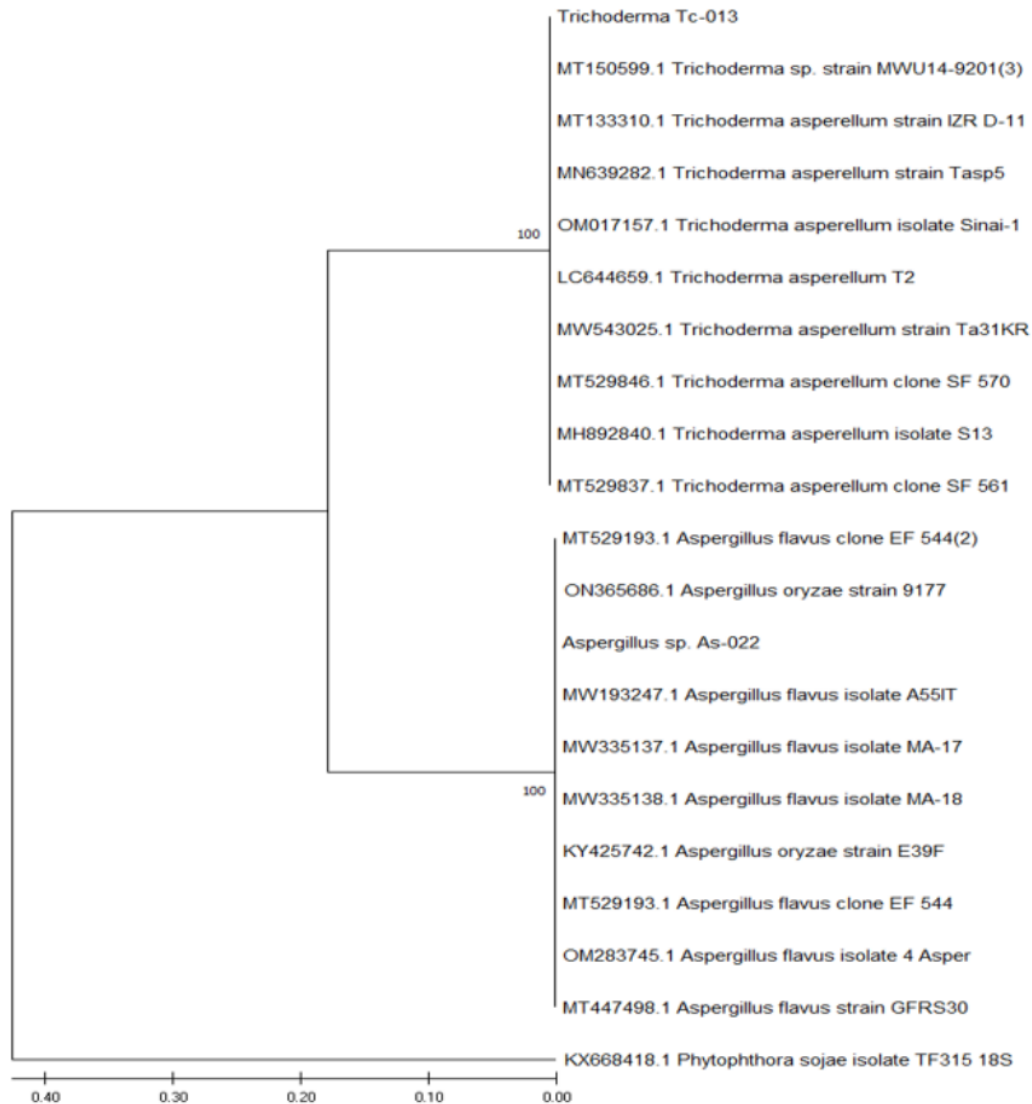 Trichoderma Tc-013
MT150599.1 Trichoderma sp. strain MWU14-9201(3)
MT133310.1 Trichoderma asperellum strain IZR D-11
MN639282.1 Trichoderma asperellum strain Tasp5
100
OM017157.1 Trichoderma asperellum isolate Sinai-1
LC644659.1 Trichoderma asperellum T2
MW543025.1 Trichoderma asperellum strain Ta31KR
MT529846.1 Trichoderma asperellum clone SF 570
MH892840.1 Trichoderma asperellum isolate S13
MT529837.1 Trichoderma asperellum clone SF 561
MT529193.1 Aspergillus flavus clone EF 544(2)
ON365686.1 Aspergillus oryzae strain 9177
Aspergillus sp. As-022
MW193247.1 Aspergillus flavus isolate A55IT
MW335137.1 Aspergillus flavus isolate MA-17
100
MW335138.1 Aspergillus flavus isolate MA-18
KY425742.1 Aspergillus oryzae strain E39F
MT529193.1 Aspergillus flavus clone EF 544
OM283745.1 Aspergillus flavus isolate 4 Asper
MT447498.1 Aspergillus flavus strain GFRS30
KX668418.1 Phytophthora sojae isolate TF315 18S
0.40 0.30 0.20 0.10 0.00